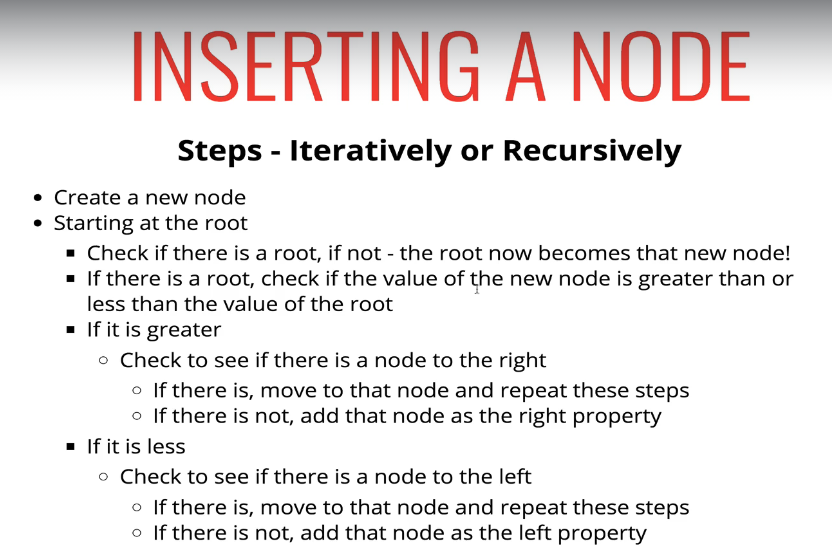 INSERTING A NODE
Steps - Iteratively or Recursively
• Create a new node
• Starting at the root
▪ Check if there is a root, if not - the root now becomes that new node!
▪ If there is a root, check if the value of the new node is greater than or
less than the value of the root
▪ If it is greater
○ Check to see if there is a node to the right
○ If there is, move to that node and repeat these steps
○ If there is not, add that node as the right property
▪ If it is less
○ Check to see if there is a node to the left
○ If there is, move to that node and repeat these steps
○ If there is not, add that node as the left property